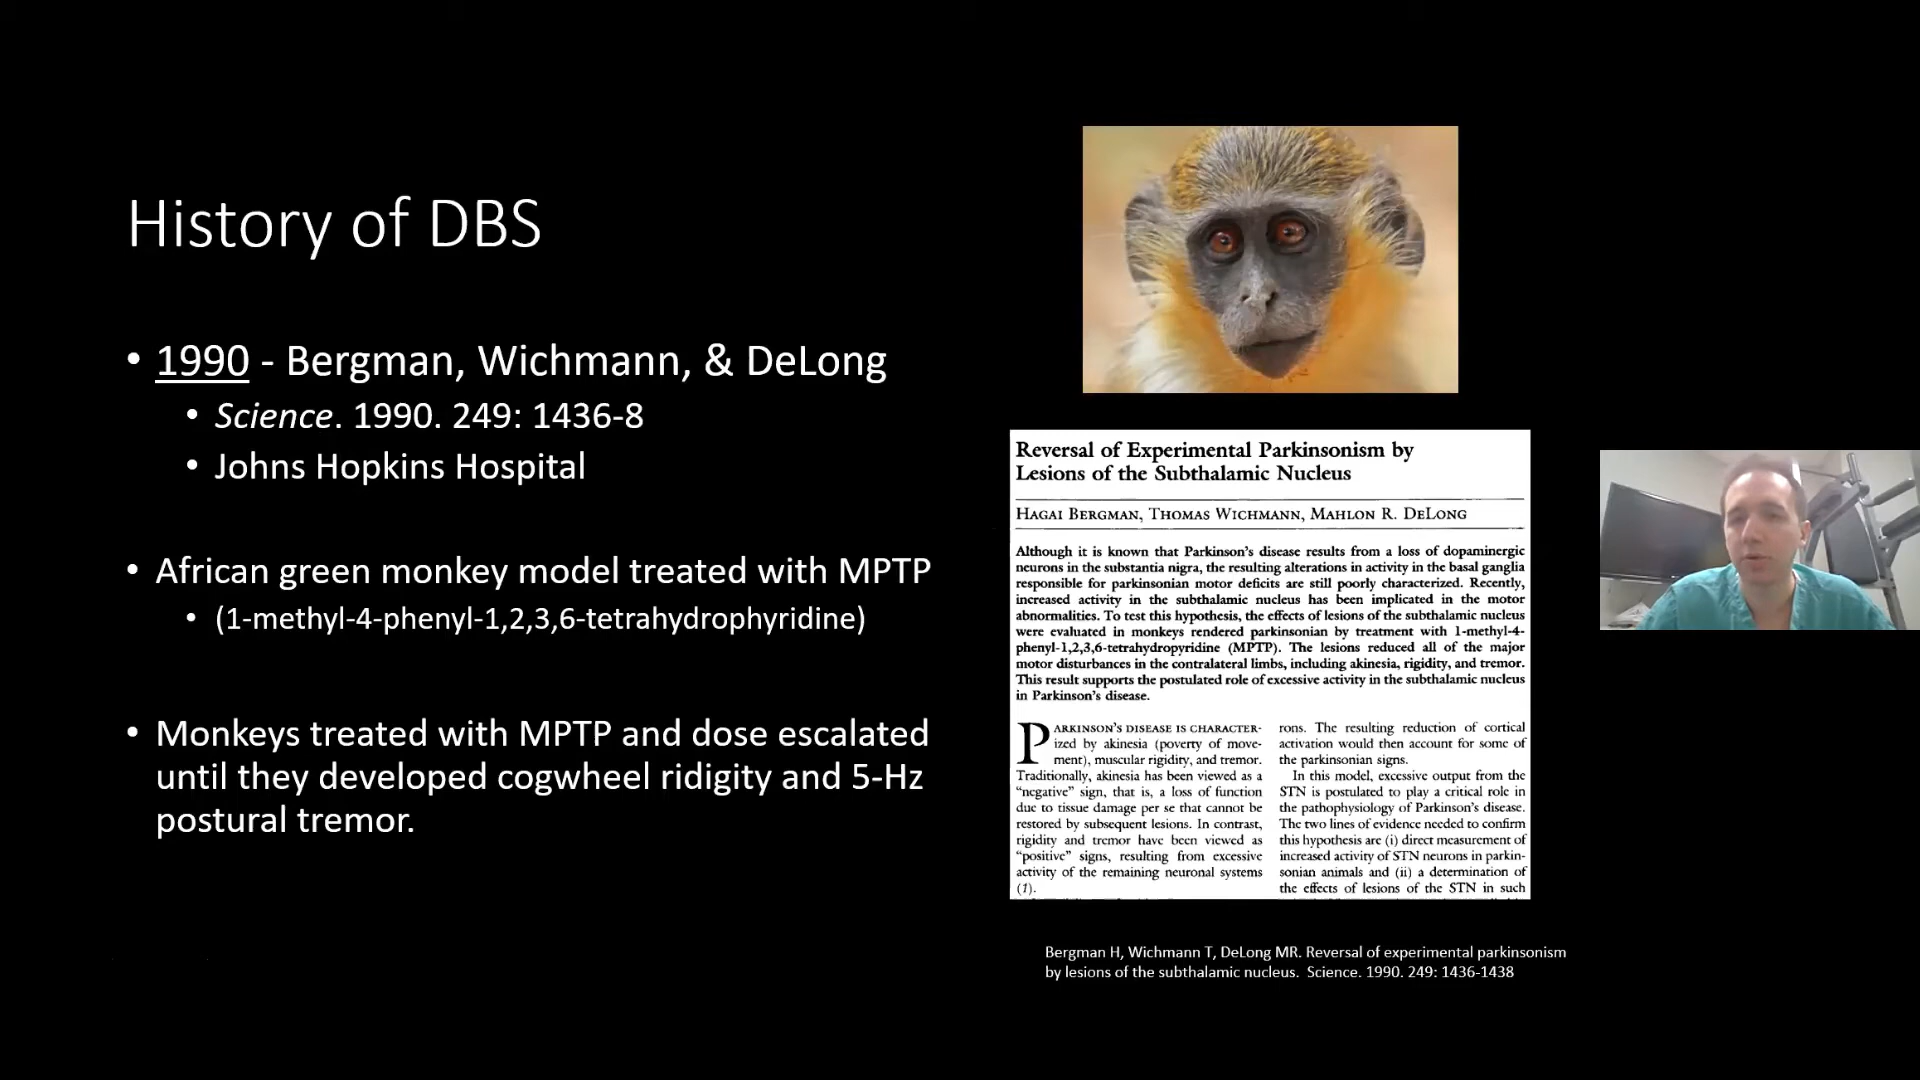 History of DBS
• 1990 - Bergman, Wichmann, & DeLong
• Science. 1990. 249: 1436-8
• Johns Hopkins Hospital
• African green monkey model treated with MPTP
• (1-methyl-4-phenyl-1,2,3,6-tetrahydrophyridine)
• Monkeys treated with MPTP and dose escalated
until they developed cogwheel ridigity and 5-Hz
postural tremor.
Reversal of Experimental Parkinsonism by
Lesions of the Subthalamic Nucleus
HAGAI BERGMAN, THOMAS WICHMANN, MAHLON R. DELONG
Although it is known that Parkinson's disease results from a loss of dopaminergic
neurons in the substantia nigra, the resulting alterations in activity in the basal ganglia
responsible for parkinsonian motor deficits are still poorly characterized. Recently,
increased activity in the subthalamic nucleus has been implicated in the motor
abnormalities. To test this hypothesis, the effects of lesions of the subthalamic nucleus
were evaluated in monkeys rendered parkinsonian by treatment with 1-methyl-4-
phenyl-1,2,3,6-tetrahydropyridine (MPTP). The lesions reduced all of the major
motor disturbances in the contralateral limbs, including akinesia, rigidity, and tremor.
This result supports the postulated role of excessive activity in the subthalamic nucleus
in Parkinson's disease.
PARKINSON'S DISEASE IS CHARACTER-
ized by akinesia (poverty of move-
ment), muscular rigidity, and tremor.
Traditionally, akinesia has been viewed as a
"negative" sign, that is, a loss of function
due to tissue damage per se that cannot be
restored by subsequent lesions. In contrast,
rigidity and tremor have been viewed as
"positive" signs, resulting from excessive
activity of the remaining neuronal systems
(1).
rons. The resulting reduction of cortical
activation would then account for some of
the parkinsonian signs.
In this model, excessive output from the
STN is postulated to play a critical role in
the pathophysiology of Parkinson's disease.
The two lines of evidence needed to confirm
this hypothesis are (i) direct measurement of
increased activity of STN neurons in parkin-
sonian animals and (ii) a determination of
the effects of lesions of the STN in such
Bergman H, Wichmann T, DeLong MR. Reversal of experimental parkinsonism
by lesions of the subthalamic nucleus. Science. 1990. 249: 1436-1438